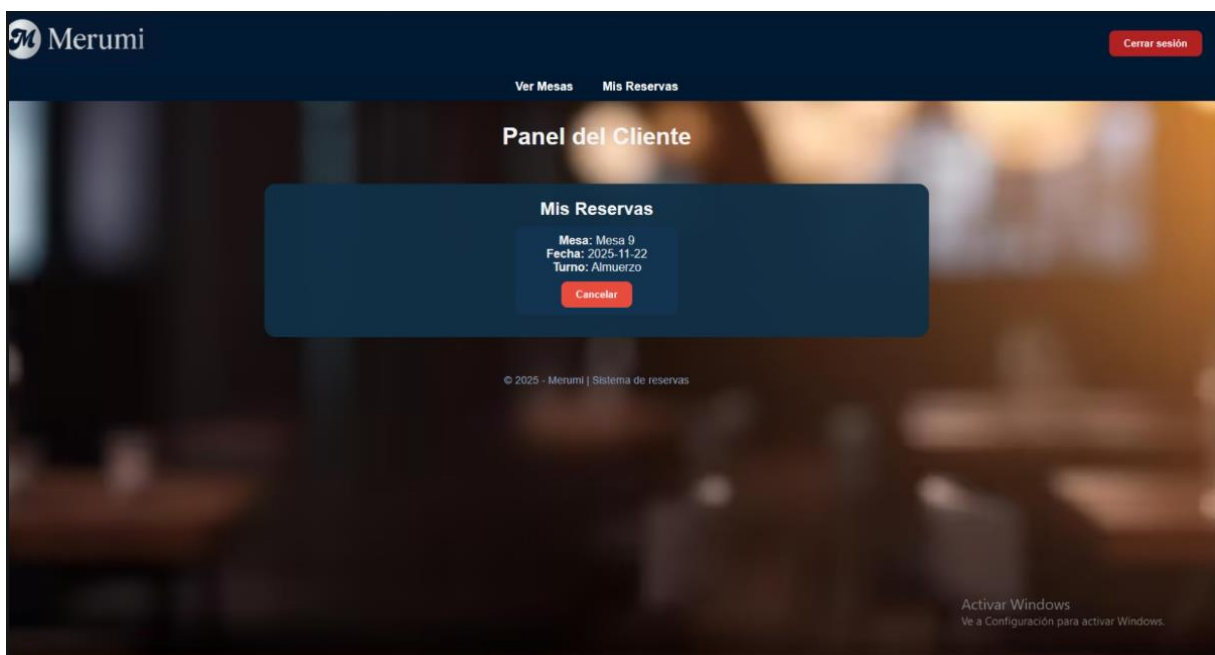 M Merumi
Cerrar sesión
Ver Mesas Mis Reservas
Panel del Cliente
Mis Reservas
Mesa: Mesa 9
Fecha: 2025-11-22
Turno: Almuerzo
Cancelar
© 2025 - Merumi | Sistema de reservas
Activar Windows
Ve a Configuración para activar Windows.